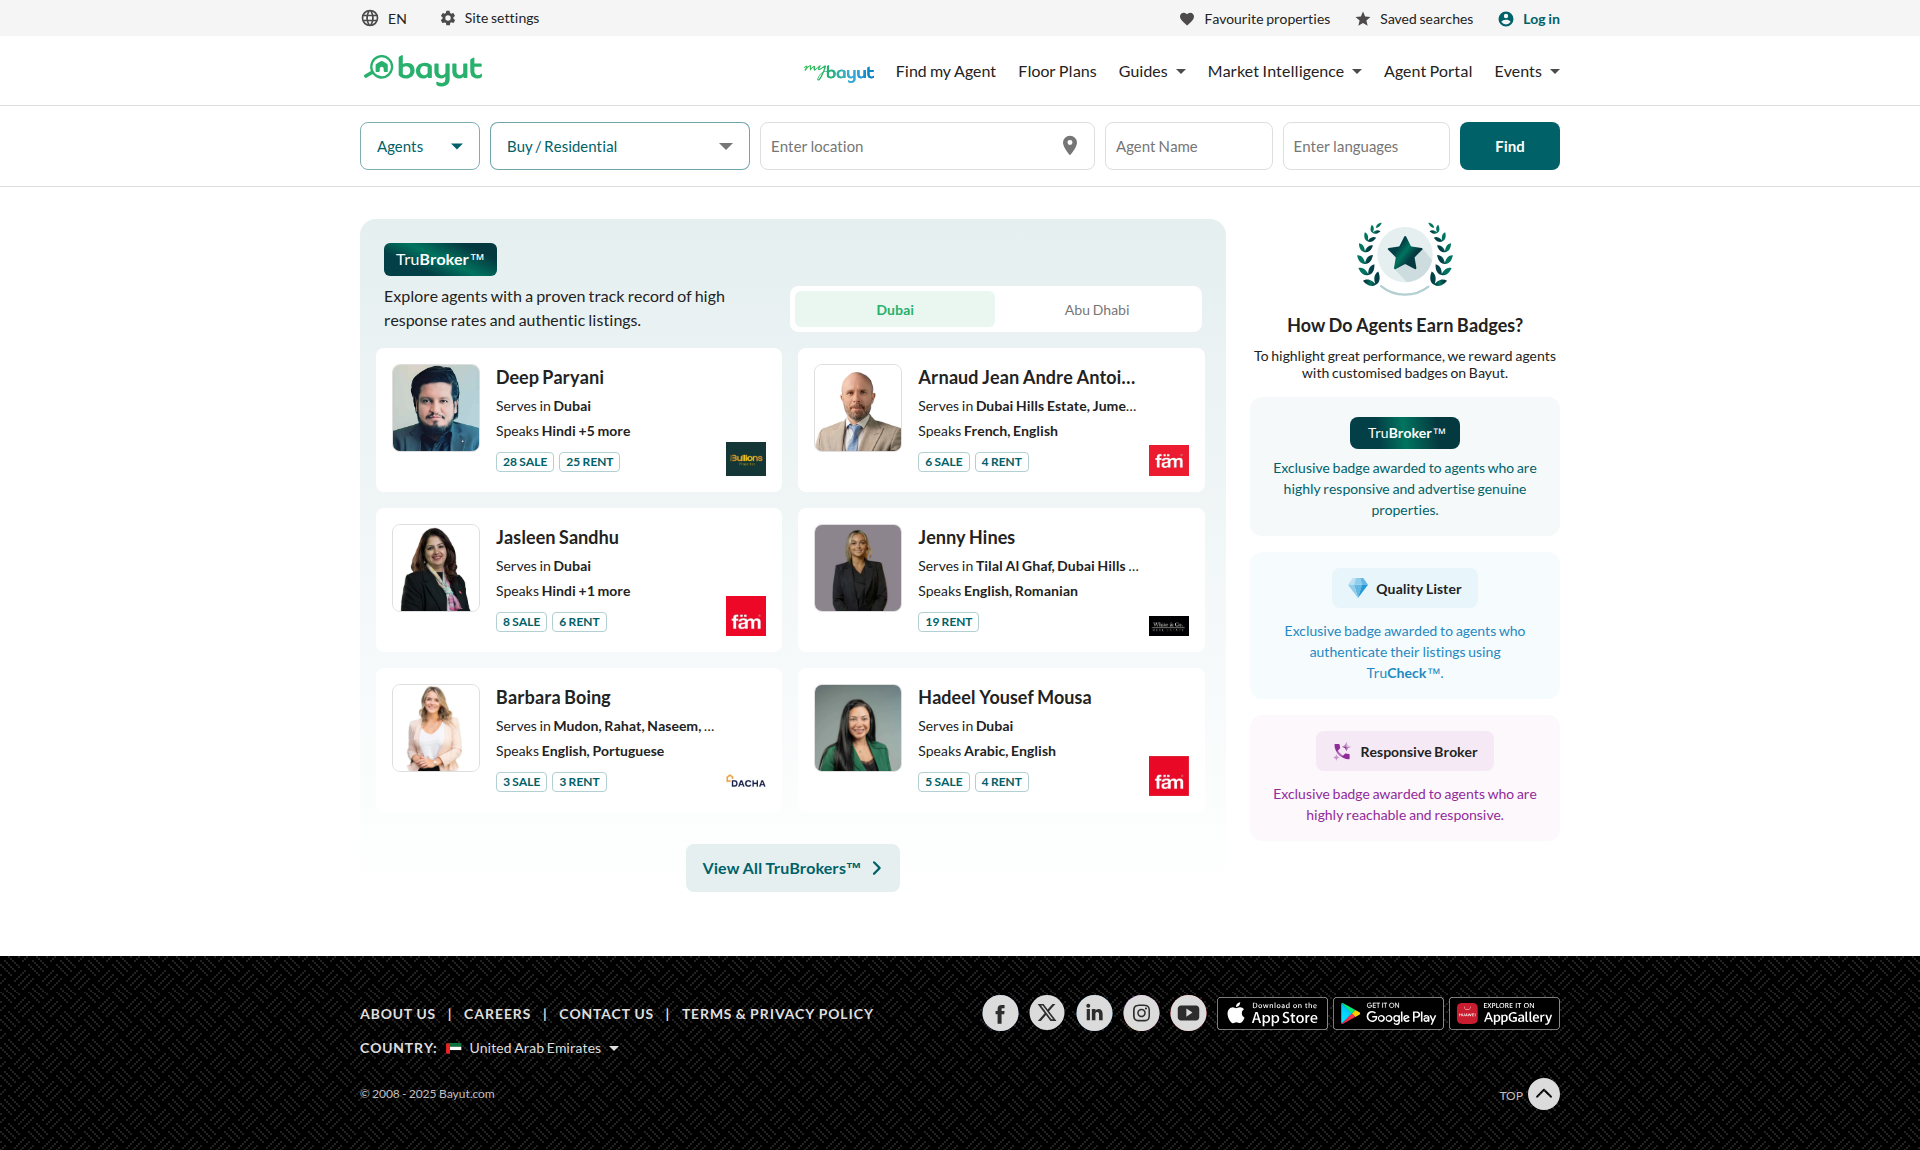 EN
Site settings
Favourite properties
Saved searches
Log in
bayut
mybayut
Find my Agent
Floor Plans
Guides
Market Intelligence
Agent Portal
Events
Agents
Buy / Residential
Enter location
Agent Name
Enter languages
Find
TruBroker™
Explore agents with a proven track record of high
response rates and authentic listings.
Dubai
Abu Dhabi
Deep Paryani
Serves in Dubai
Speaks Hindi +5 more
28 SALE
25 RENT
Bullions
Arnaud Jean Andre Antoi...
Serves in Dubai Hills Estate, Jume...
Speaks French, English
6 SALE
4 RENT
fäm
Jasleen Sandhu
Serves in Dubai
Speaks Hindi +1 more
8 SALE
6 RENT
fäm
Jenny Hines
Serves in Tilal Al Ghaf, Dubai Hills ...
Speaks English, Romanian
19 RENT
White & Co.
Barbara Boing
Serves in Mudon, Rahat, Naseem, ...
Speaks English, Portuguese
3 SALE
3 RENT
DACHA
Hadeel Yousef Mousa
Serves in Dubai
Speaks Arabic, English
5 SALE
4 RENT
fäm
View All TruBrokers™
How Do Agents Earn Badges?
To highlight great performance, we reward agents
with customised badges on Bayut.
TruBroker™
Exclusive badge awarded to agents who are
highly responsive and advertise genuine
properties.
Quality Lister
Exclusive badge awarded to agents who
authenticate their listings using
TruCheck™.
Responsive Broker
Exclusive badge awarded to agents who are
highly reachable and responsive.
ABOUT US | CAREERS | CONTACT US | TERMS & PRIVACY POLICY
Download on the
App Store
GET IT ON
Google Play
HUAWEI
EXPLORE IT ON
AppGallery
COUNTRY: United Arab Emirates
© 2008 - 2025 Bayut.com
TOP